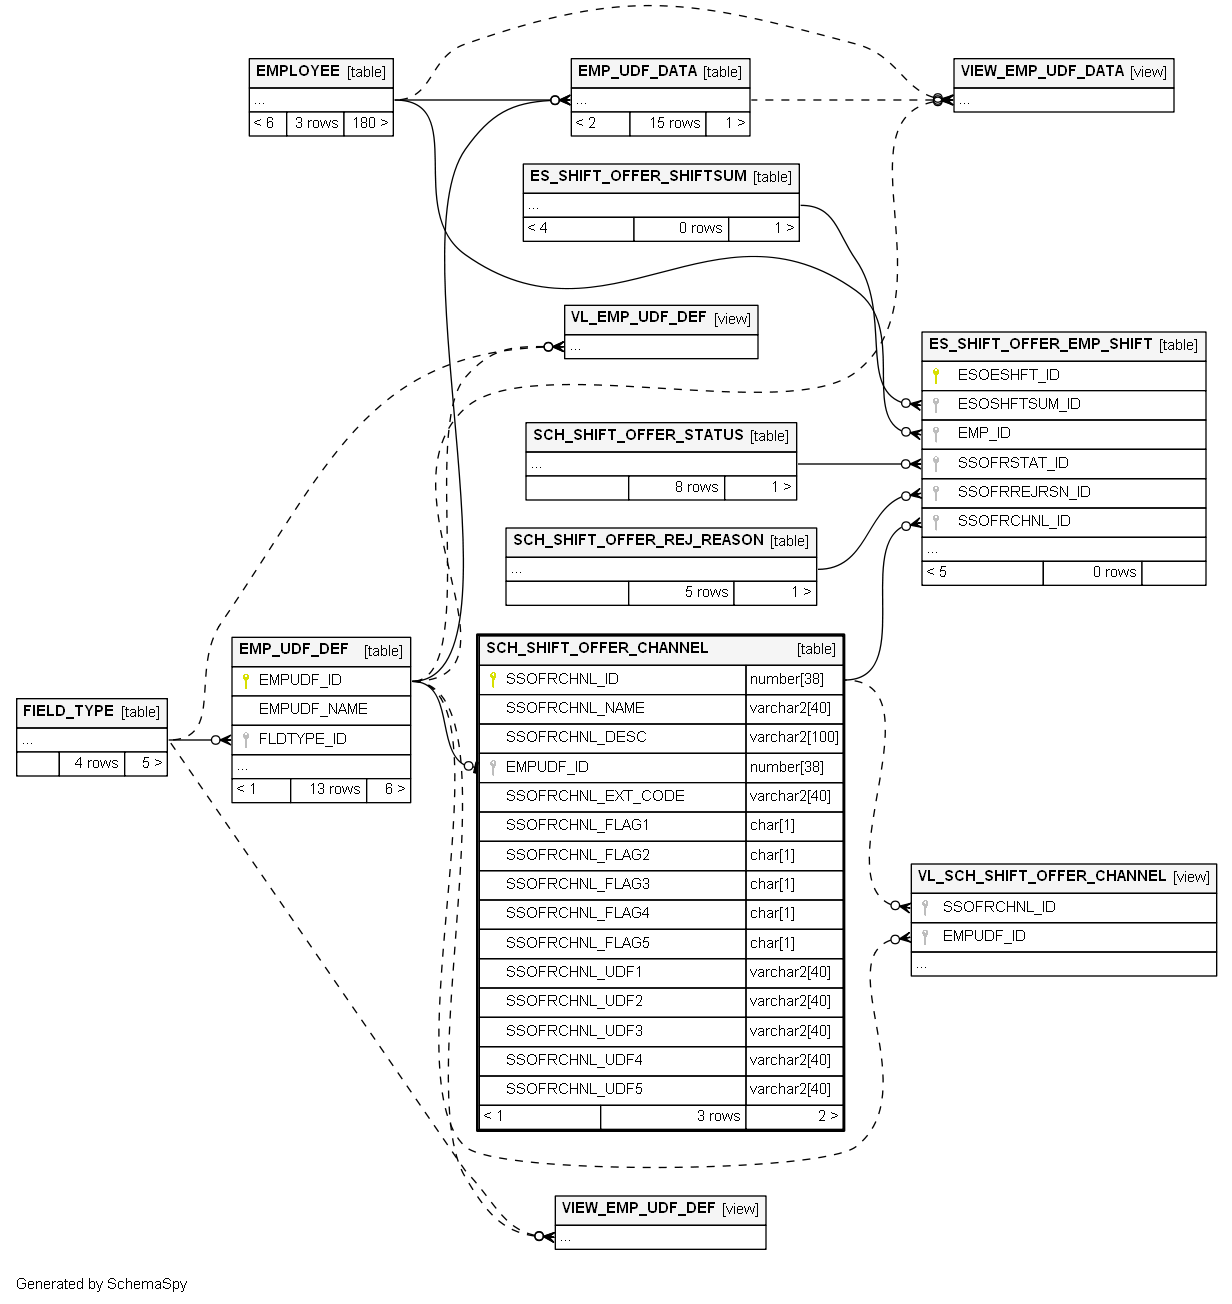 EMPLOYEE [table]
...
< 6 3 rows 180 >
EMP_UDF_DATA [table]
...
< 2 15 rows 1 >
VIEW_EMP_UDF_DATA [view]
...
ES_SHIFT_OFFER_SHIFTSUM [table]
...
< 4 0 rows 1 >
VL_EMP_UDF_DEF [view]
...
ES_SHIFT_OFFER_EMP_SHIFT [table]
ESOESHFT_ID
ESOSHFTSUM_ID
EMP_ID
SSOFRSTAT_ID
SSOFRREJRSN_ID
SSOFRCHNL_ID
...
< 5 0 rows
SCH_SHIFT_OFFER_STATUS [table]
...
8 rows 1 >
SCH_SHIFT_OFFER_REJ_REASON [table]
...
5 rows 1 >
EMP_UDF_DEF [table]
EMPUDF_ID
EMPUDF_NAME
FLDTYPE_ID
...
< 1 13 rows 6 >
FIELD_TYPE [table]
...
4 rows 5 >
SCH_SHIFT_OFFER_CHANNEL [table]
SSOFRCHNL_ID number[38]
SSOFRCHNL_NAME varchar2[40]
SSOFRCHNL_DESC varchar2[100]
EMPUDF_ID number[38]
SSOFRCHNL_EXT_CODE varchar2[40]
SSOFRCHNL_FLAG1 char[1]
SSOFRCHNL_FLAG2 char[1]
SSOFRCHNL_FLAG3 char[1]
SSOFRCHNL_FLAG4 char[1]
SSOFRCHNL_FLAG5 char[1]
SSOFRCHNL_UDF1 varchar2[40]
SSOFRCHNL_UDF2 varchar2[40]
SSOFRCHNL_UDF3 varchar2[40]
SSOFRCHNL_UDF4 varchar2[40]
SSOFRCHNL_UDF5 varchar2[40]
< 1 3 rows 2 >
VL_SCH_SHIFT_OFFER_CHANNEL [view]
SSOFRCHNL_ID
EMPUDF_ID
...
VIEW_EMP_UDF_DEF [view]
...
Generated by SchemaSpy